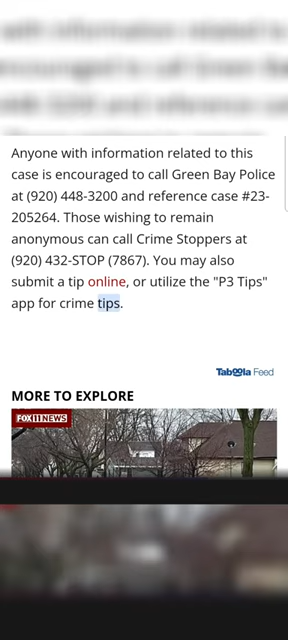 Anyone with information related to this
case is encouraged to call Green Bay Police
at (920) 448-3200 and reference case #23-
205264. Those wishing to remain
anonymous can call Crime Stoppers at
(920) 432-STOP (7867). You may also
submit a tip online, or utilize the "P3 Tips"
app for crime tips.
Taboola Feed
MORE TO EXPLORE
FOX11NEWS